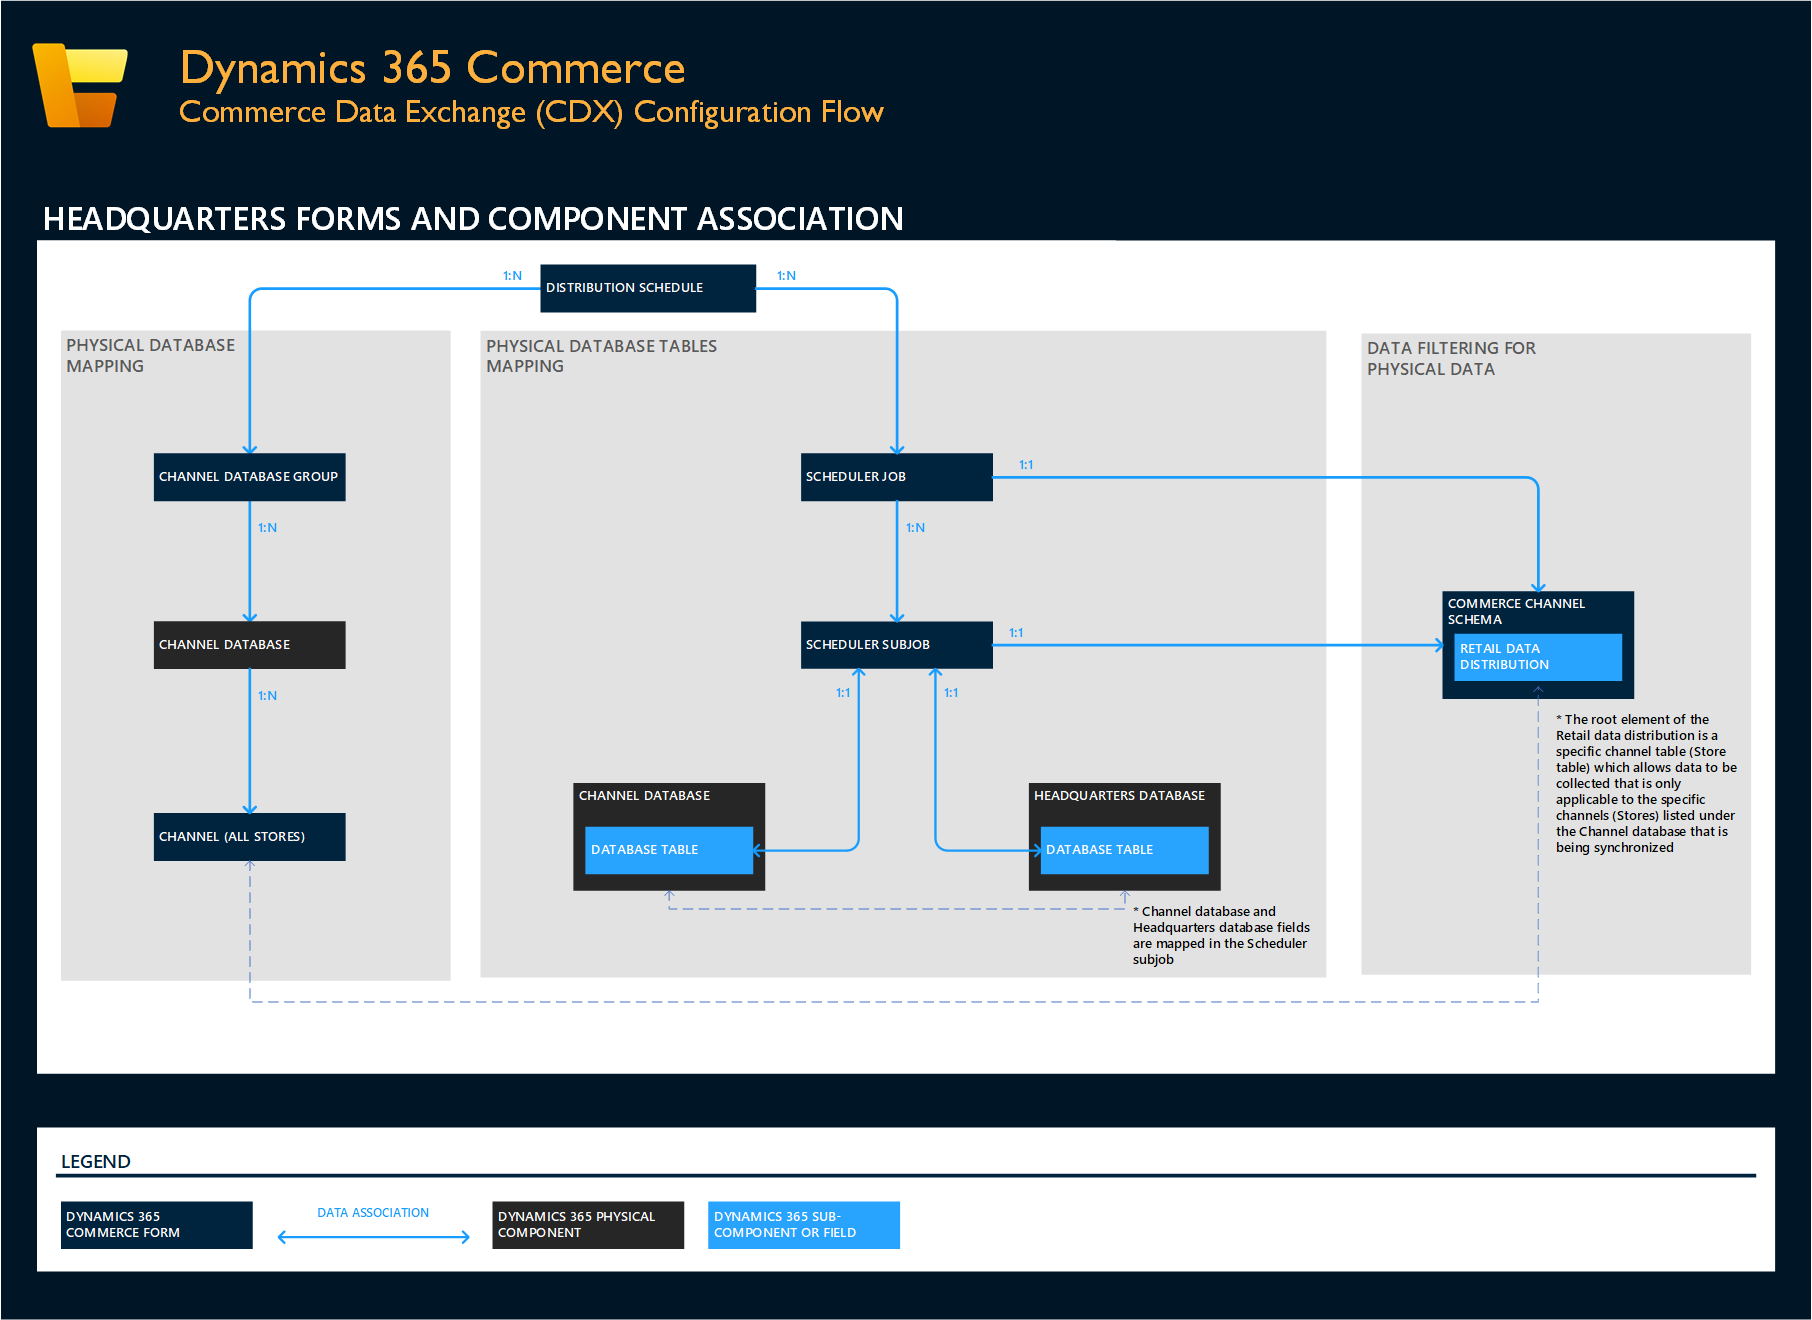 Dynamics 365 Commerce
Commerce Data Exchange (CDX) Configuration Flow
HEADQUARTERS FORMS AND COMPONENT ASSOCIATION
1:N
DISTRIBUTION SCHEDULE
1:N
PHYSICAL DATABASE
MAPPING
CHANNEL DATABASE GROUP
1:N
CHANNEL DATABASE
1:N
CHANNEL (ALL STORES)
PHYSICAL DATABASE TABLES
MAPPING
SCHEDULER JOB
1:1
1:N
SCHEDULER SUBJOB
1:1
1:1
1:1
CHANNEL DATABASE
DATABASE TABLE
HEADQUARTERS DATABASE
DATABASE TABLE
* Channel database and
Headquarters database fields
are mapped in the Scheduler
subjob
DATA FILTERING FOR
PHYSICAL DATA
COMMERCE CHANNEL
SCHEMA
RETAIL DATA
DISTRIBUTION
* The root element of the
Retail data distribution is a
specific channel table (Store
table) which allows data to be
collected that is only
applicable to the specific
channels (Stores) listed under
the Channel database that is
being synchronized
LEGEND
DYNAMICS 365
COMMERCE FORM
DATA ASSOCIATION
DYNAMICS 365 PHYSICAL
COMPONENT
DYNAMICS 365 SUB-
COMPONENT OR FIELD